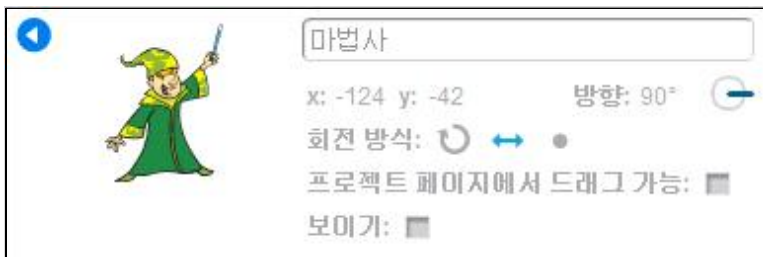 마법사
x: -124 y: -42 방향: 90°
회전 방식:
프로젝트 페이지에서 드래그 가능:
보이기: